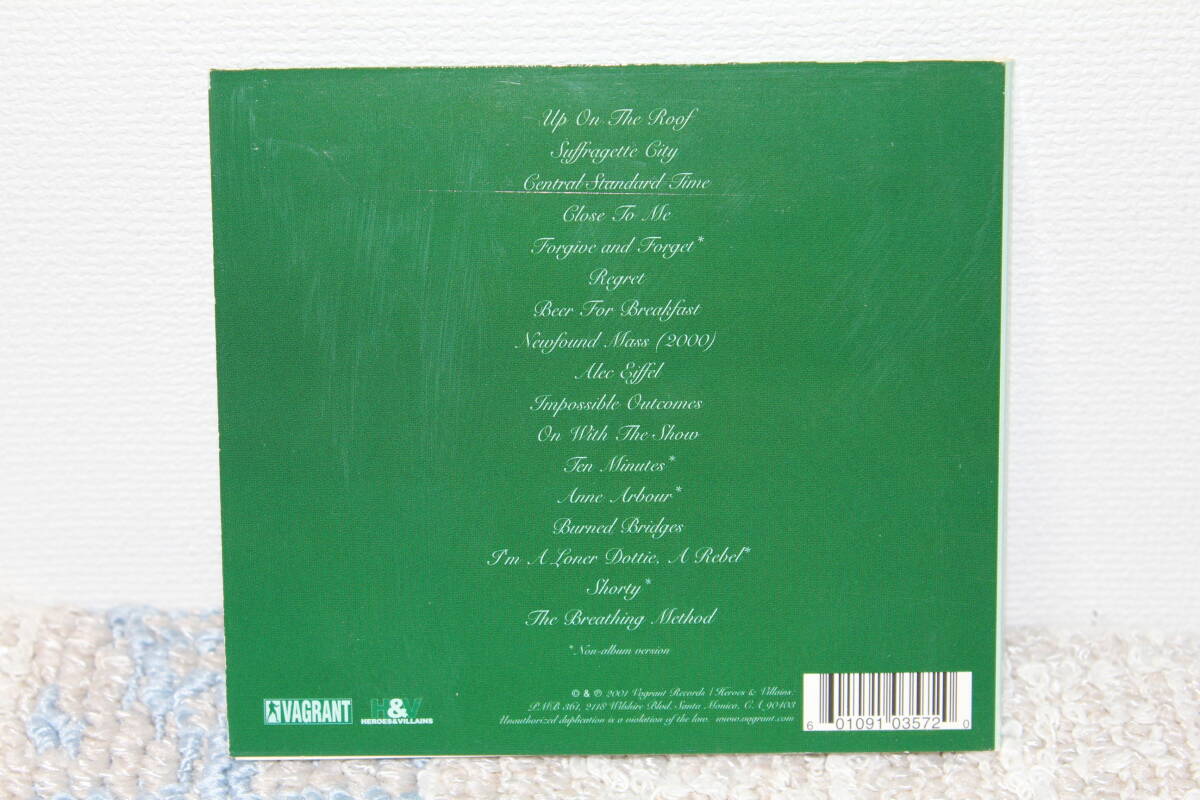 Up On The Roof
Suffragette City
Central Standard Time
Close To Me
Forgive and Forget*
Regret
Beer For Breakfast
Newfound Mass (2000)
Alec Eiffel
Impossible Outcomes
On With The Show
Ten Minutes*
Anne Arbour*
Burned Bridges
I'm A Loner Dottie, A Rebel*
Shorty*
The Breathing Method
*Non-album version
VAGRANT
H&V
HEROES&VILLAINS
© & ℗ 2001 Vagrant Records / Heroes & Villains.
P.M.B 361, 2118 Wilshire Blvd. Santa Monica, CA 90403
Unauthorized duplication is a violation of the law. www.vagrant.com
6 01091 03572 0